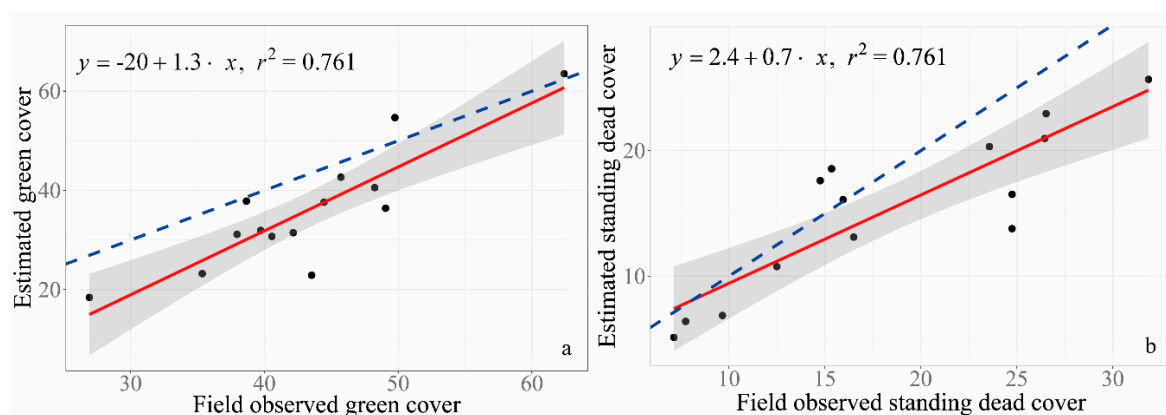 y = -20 + 1.3 · x, r² = 0.761
Estimated green cover
60
40
20
30
40
50
60
Field observed green cover
a
y = 2.4 + 0.7 · x, r² = 0.761
Estimated standing dead cover
20
10
10
15
20
25
30
Field observed standing dead cover
b